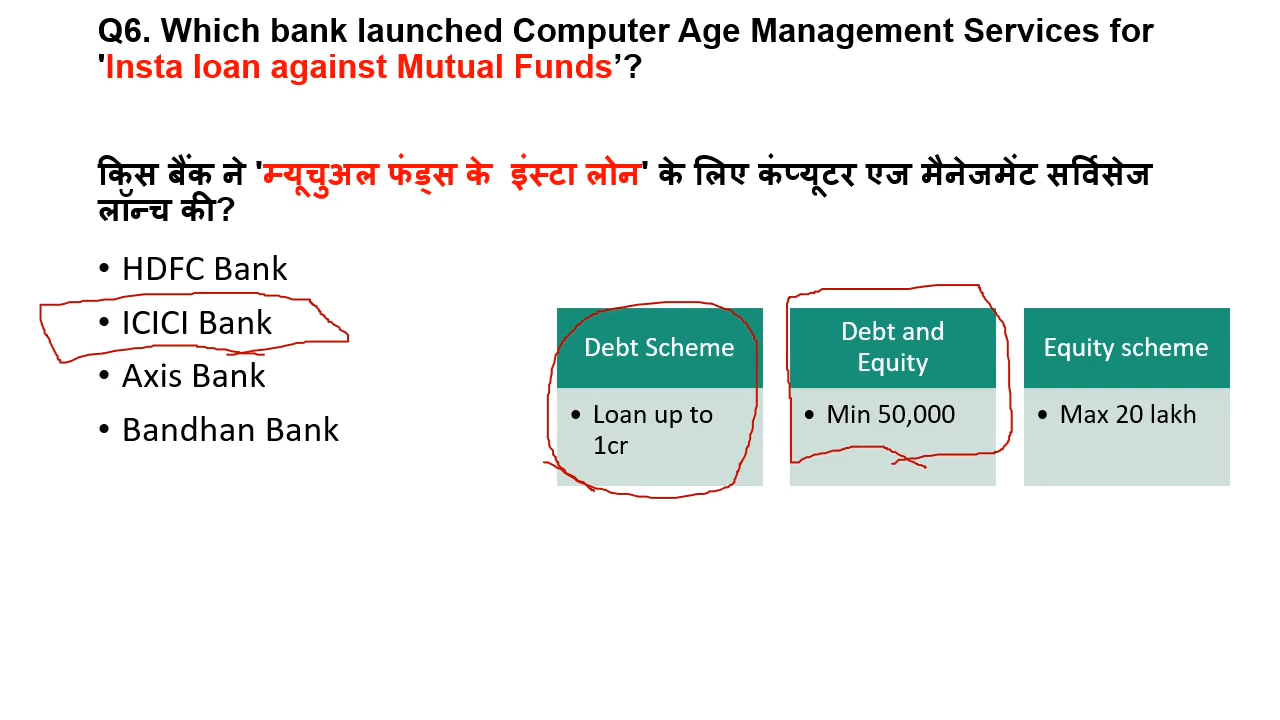 Q6. Which bank launched Computer Age Management Services for
'Insta loan against Mutual Funds’?
किस बैंक ने 'म्यूचुअल फंड्स के इंस्टा लोन' के लिए कंप्यूटर एज मैनेजमेंट सर्विसेज
लॉन्च की?
• HDFC Bank
• ICICI Bank
• Axis Bank
• Bandhan Bank
Debt Scheme
• Loan up to
1cr
Debt and
Equity
• Min 50,000
Equity scheme
• Max 20 lakh